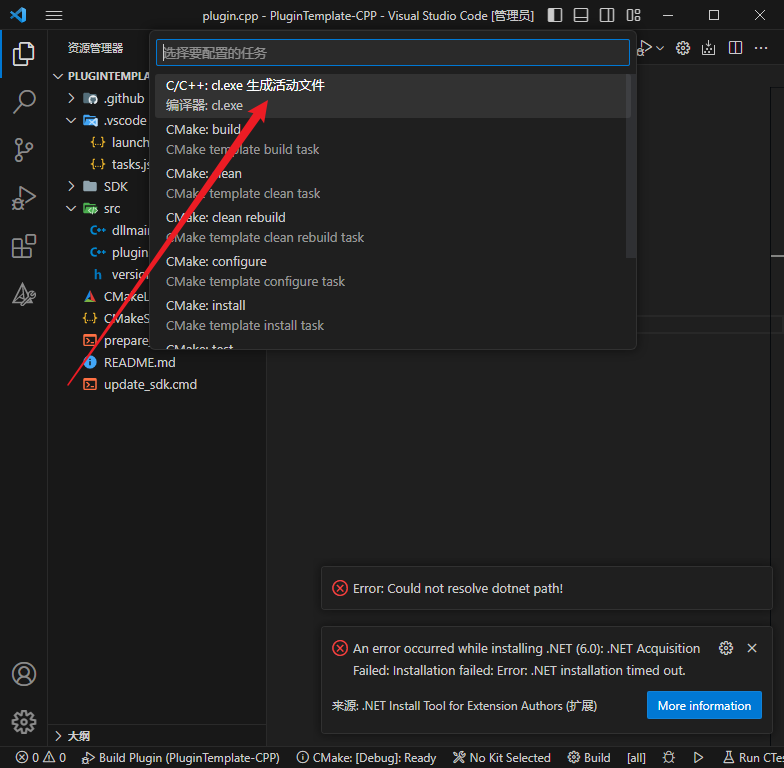 plugin.cpp - PluginTemplate-CPP - Visual Studio Code [管理员]
资源管理器
选择要配置的任务
PLUGINTEMPLA
C/C++: cl.exe 生成活动文件
编译器: cl.exe
.github
.vscode
CMake: build
CMake template build task
launch
tasks.js
CMake: clean
CMake template clean task
SDK
src
CMake: clean rebuild
CMake template clean rebuild task
dllmai
plugin
CMake: configure
CMake template configure task
h versio
CMakeL
CMake: install
CMake template install task
{..} CMakeS
prepare
CMake: test
README.md
update_sdk.cmd
Error: Could not resolve dotnet path!
An error occurred while installing .NET (6.0): .NET Acquisition
Failed: Installation failed: Error: .NET installation timed out.
来源: .NET Install Tool for Extension Authors (扩展)
More information
大纲
0 0 Build Plugin (PluginTemplate-CPP) CMake: [Debug]: Ready No Kit Selected Build [all] Run CTe